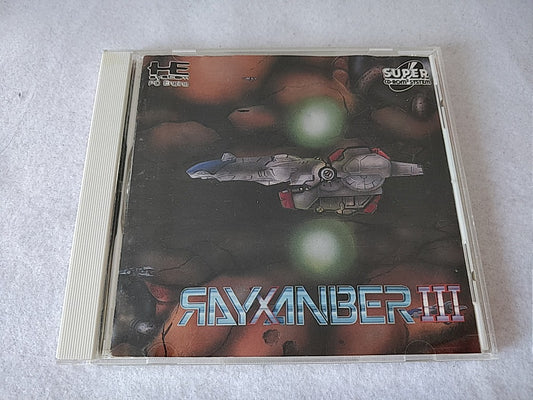 HE
PC Engine
SUPER
CD-ROM² SYSTEM
RAYXANBER III